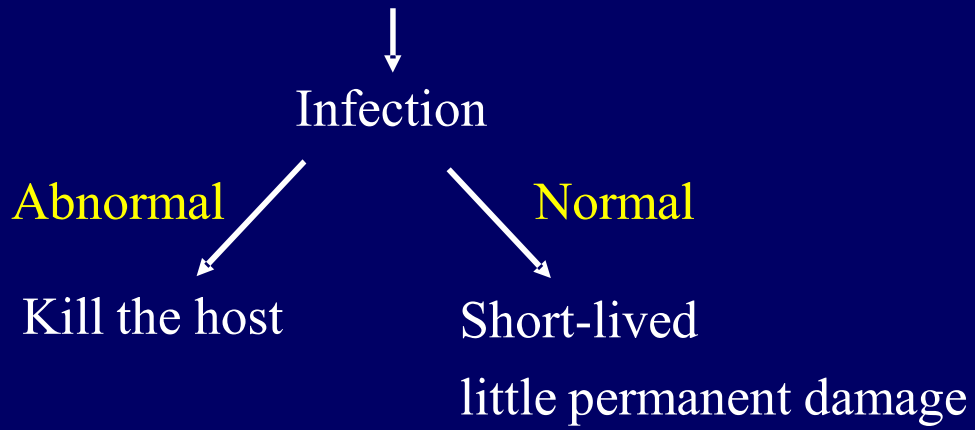 Infection
Abnormal
Normal
Kill the host
Short-lived
little permanent damage